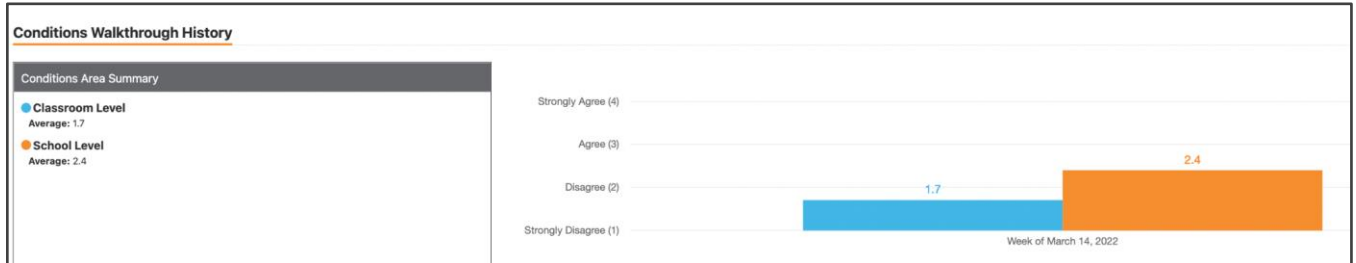 Conditions Walkthrough History
Conditions Area Summary
Classroom Level
Average: 1.7
School Level
Average: 2.4
Strongly Agree (4)
Agree (3)
Disagree (2)
Strongly Disagree (1)
1.7
2.4
Week of March 14, 2022